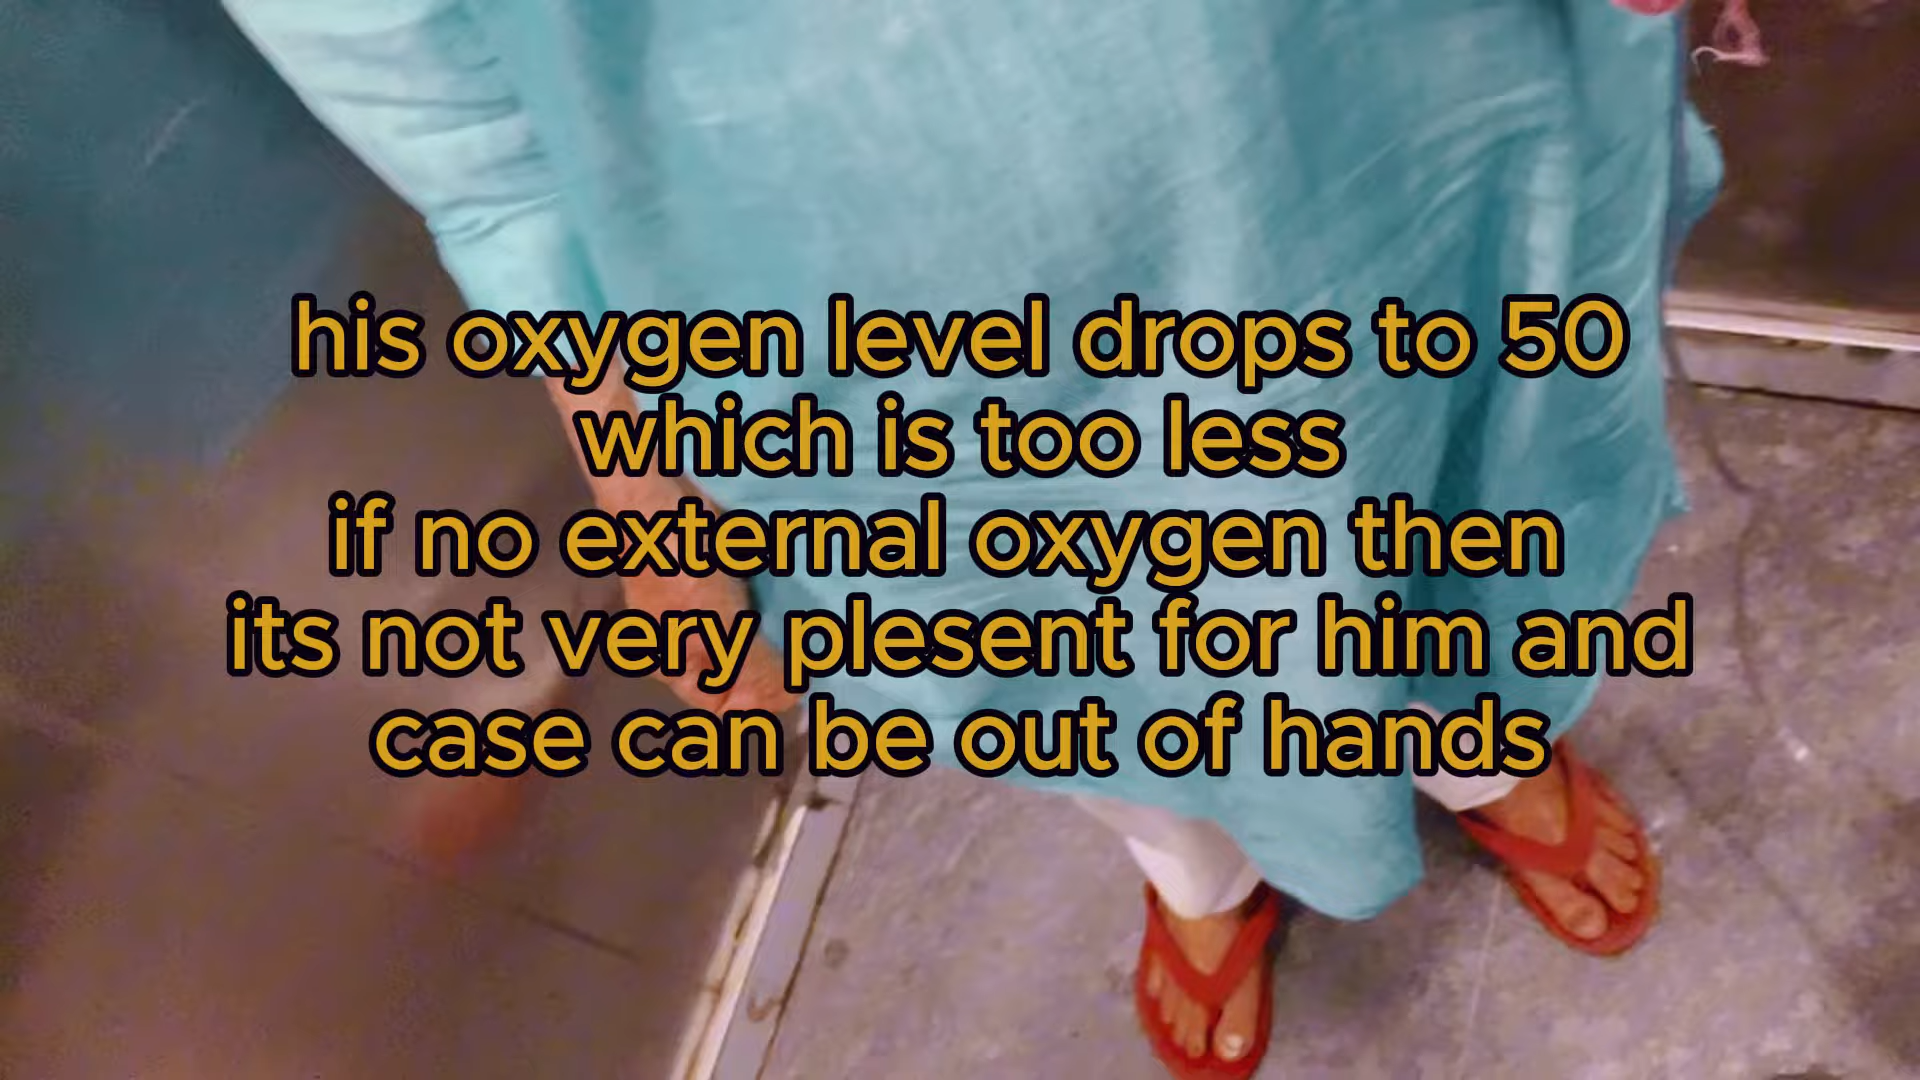 his oxygen level drops to 50
which is too less
if no external oxygen then
its not very plesent for him and
case can be out of hands